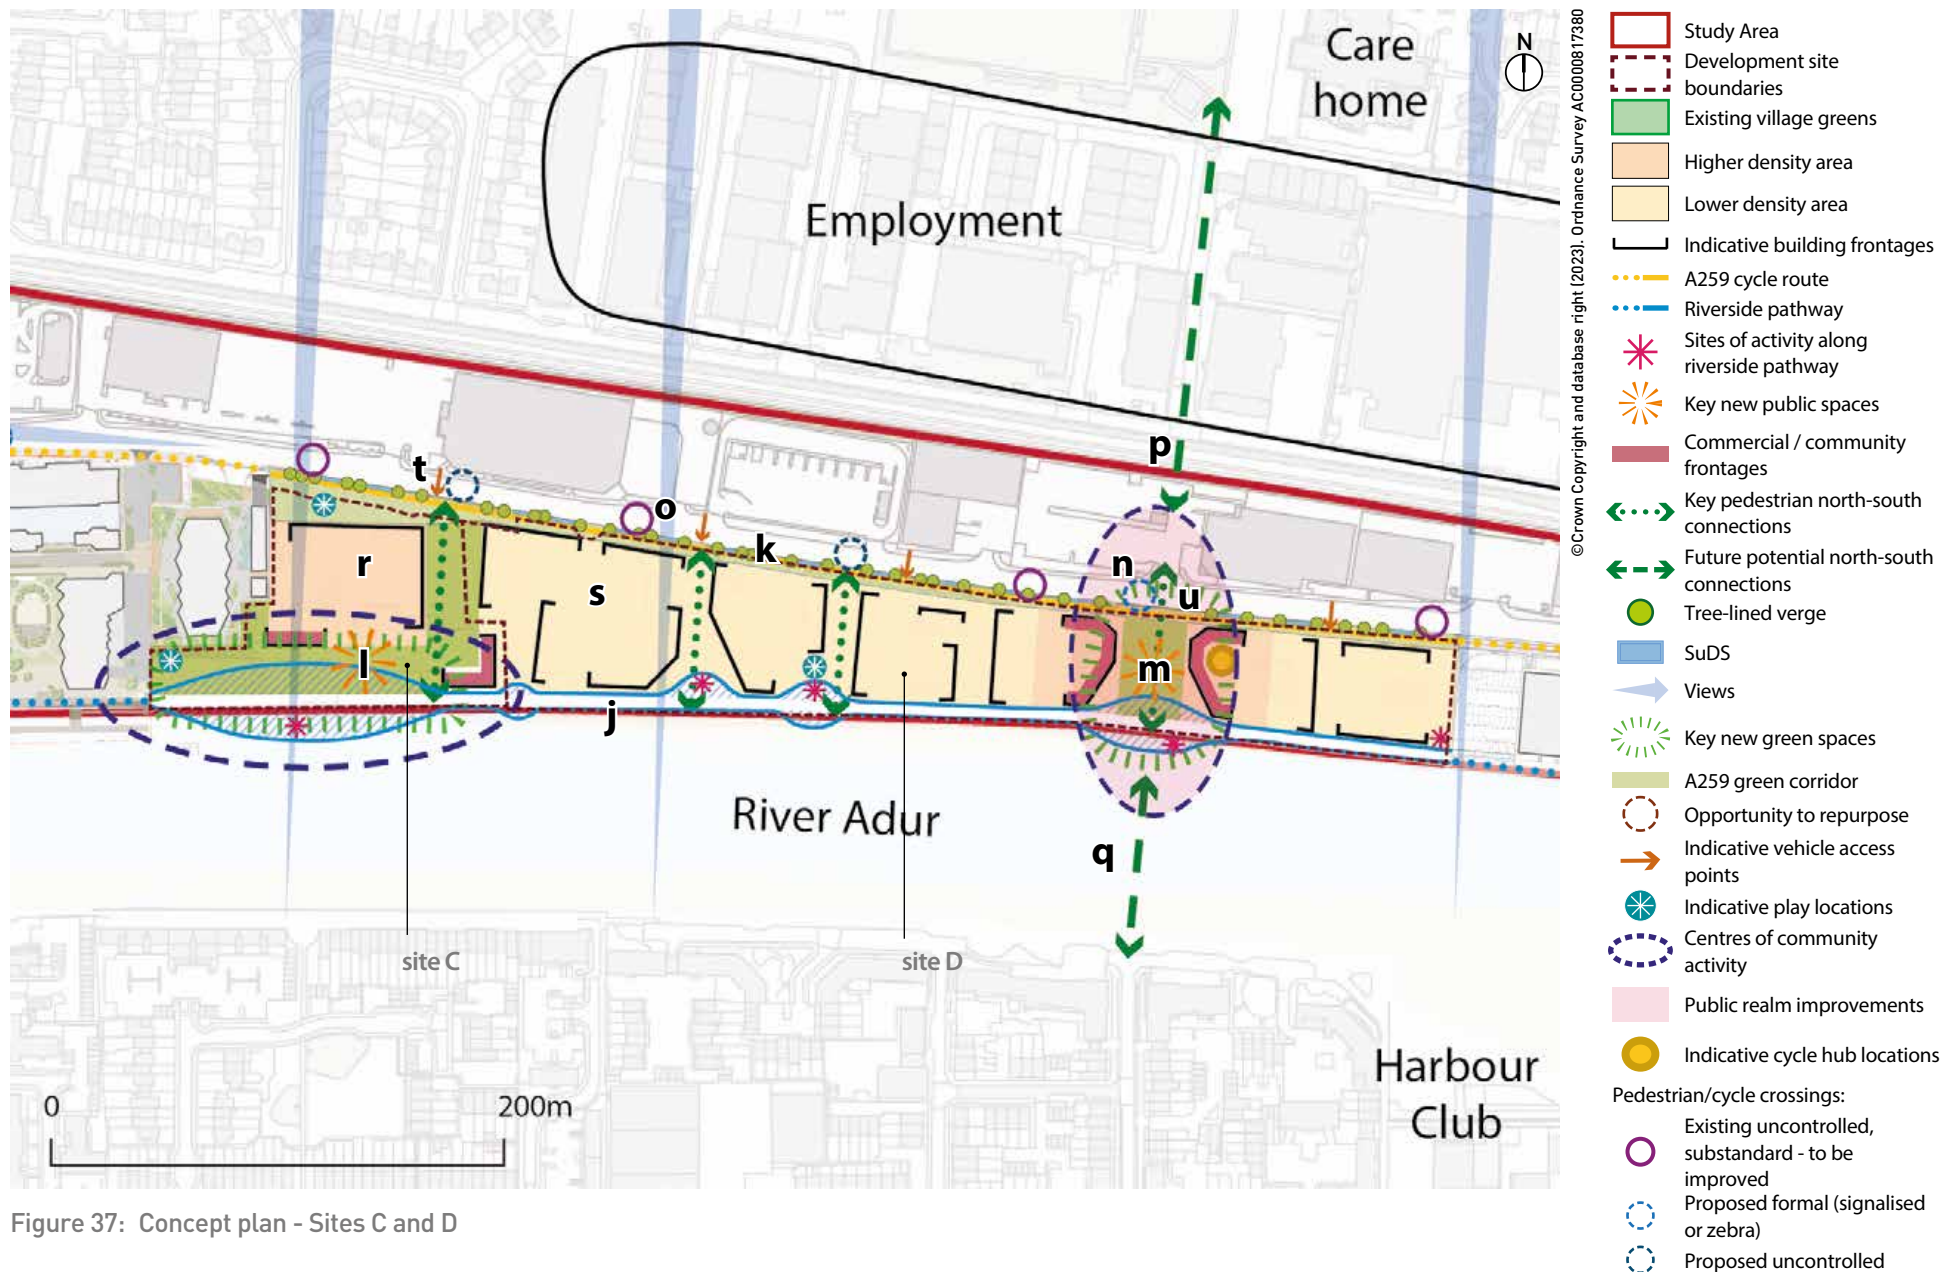 Care
home
N
Employment
p
t
o
k
n
u
r
s
l
m
j
River Adur
q
site C
site D
Harbour
Club
0
200m
©Crown Copyright and database right (2023). Ordnance Survey AC0000817380
Study Area
Development site
boundaries
Existing village greens
Higher density area
Lower density area
Indicative building frontages
A259 cycle route
Riverside pathway
Sites of activity along
riverside pathway
Key new public spaces
Commercial / community
frontages
Key pedestrian north-south
connections
Future potential north-south
connections
Tree-lined verge
SuDS
Views
Key new green spaces
A259 green corridor
Opportunity to repurpose
Indicative vehicle access
points
Indicative play locations
Centres of community
activity
Public realm improvements
Indicative cycle hub locations
Pedestrian/cycle crossings:
Existing uncontrolled,
substandard - to be
improved
Proposed formal (signalised
or zebra)
Proposed uncontrolled
Figure 37: Concept plan - Sites C and D